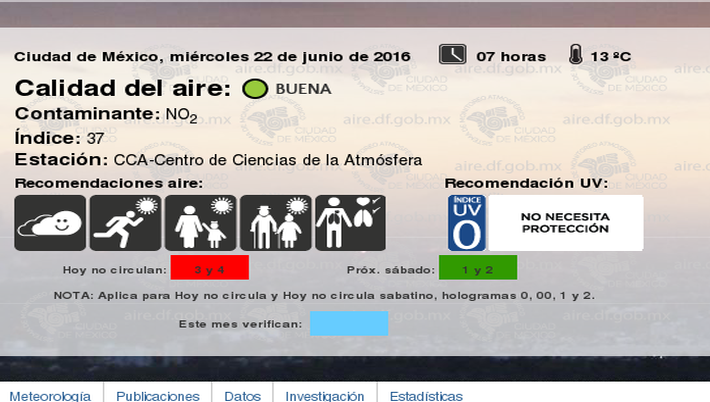 Ciudad de México, miércoles 22 de junio de 2016 07 horas 13 ºC
Calidad del aire: BUENA
Contaminante: NO2
Índice: 37
Estación: CCA-Centro de Ciencias de la Atmósfera
Recomendaciones aire: Recomendación UV:
ÍNDICE
UV
0
NO NECESITA
PROTECCIÓN
Hoy no circulan: 3 y 4 Próx. sábado: 1 y 2
NOTA: Aplica para Hoy no circula y Hoy no circula sabatino, hologramas 0, 00, 1 y 2.
Este mes verifican:
Meteorología Publicaciones Datos Investigación Estadísticas
aire.df.gob.mx
CIUDAD
DE MÉXICO